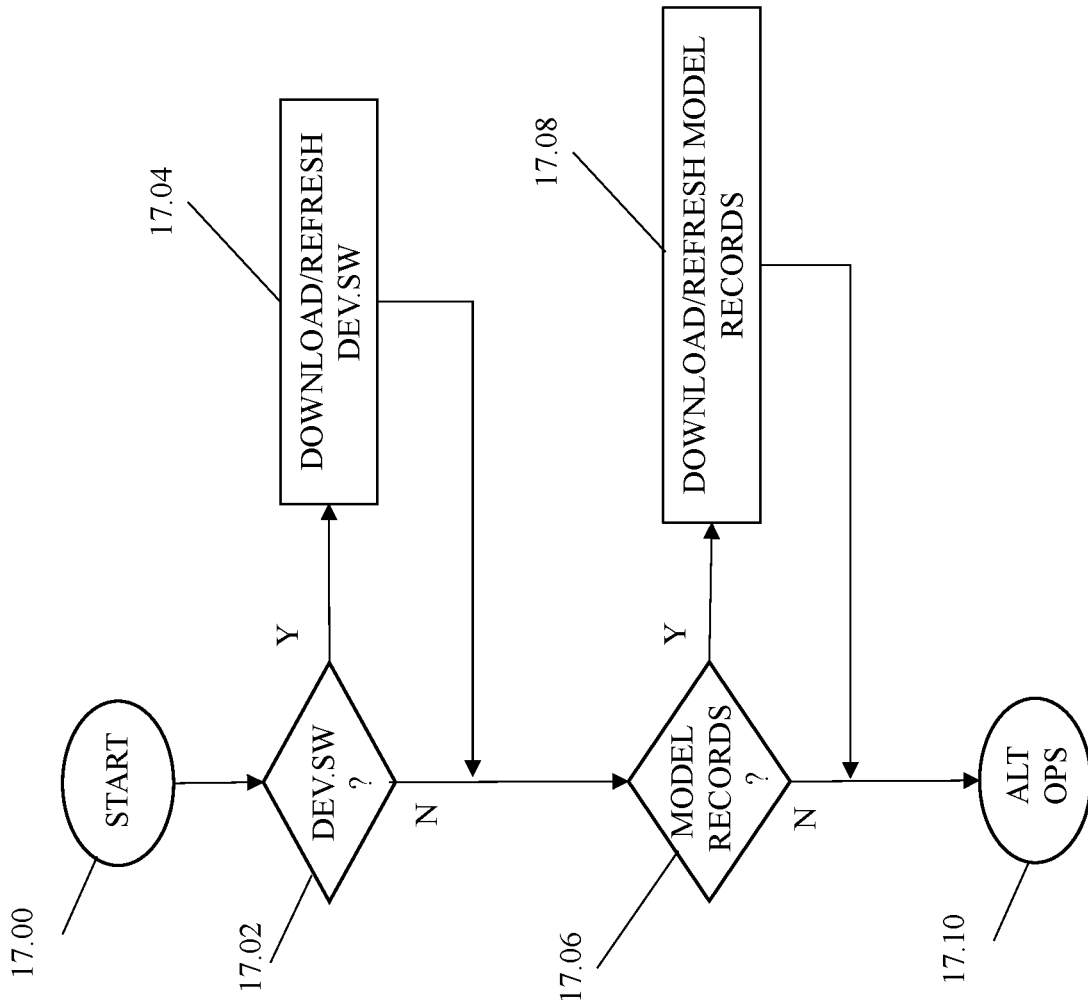 17.00
START
17.02
DEV.SW
?
Y
N
17.04
DOWNLOAD/REFRESH
DEV.SW
17.06
MODEL
RECORDS
?
Y
N
17.08
DOWNLOAD/REFRESH MODEL
RECORDS
17.10
ALT
OPS